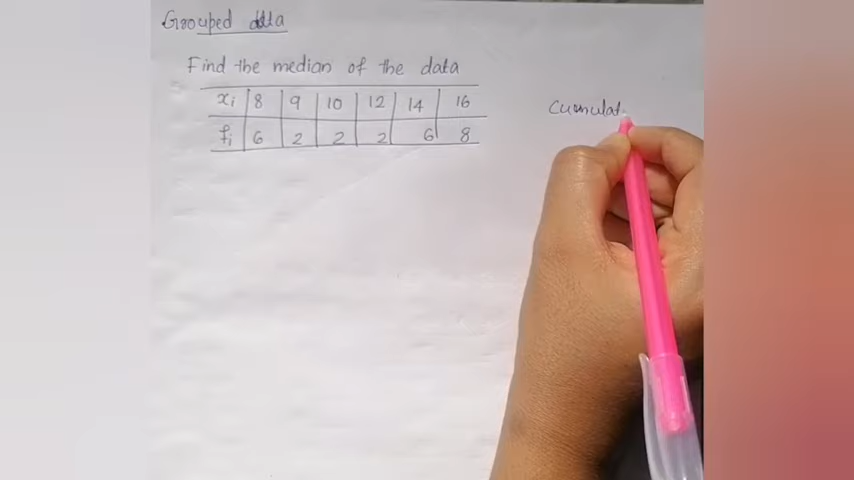 Grouped data
Find the median of the data
xi 8 9 10 12 14 16
fi 6 2 2 2 6 8
Cumulat